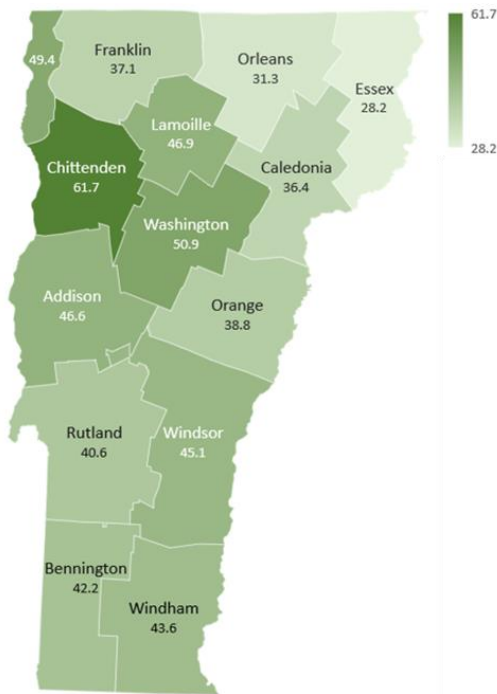 61.7
49.4
Franklin
37.1
Orleans
31.3
Essex
28.2
Lamoille
46.9
28.2
Chittenden
61.7
Caledonia
36.4
Washington
50.9
Addison
46.6
Orange
38.8
Rutland
40.6
Windsor
45.1
Bennington
42.2
Windham
43.6